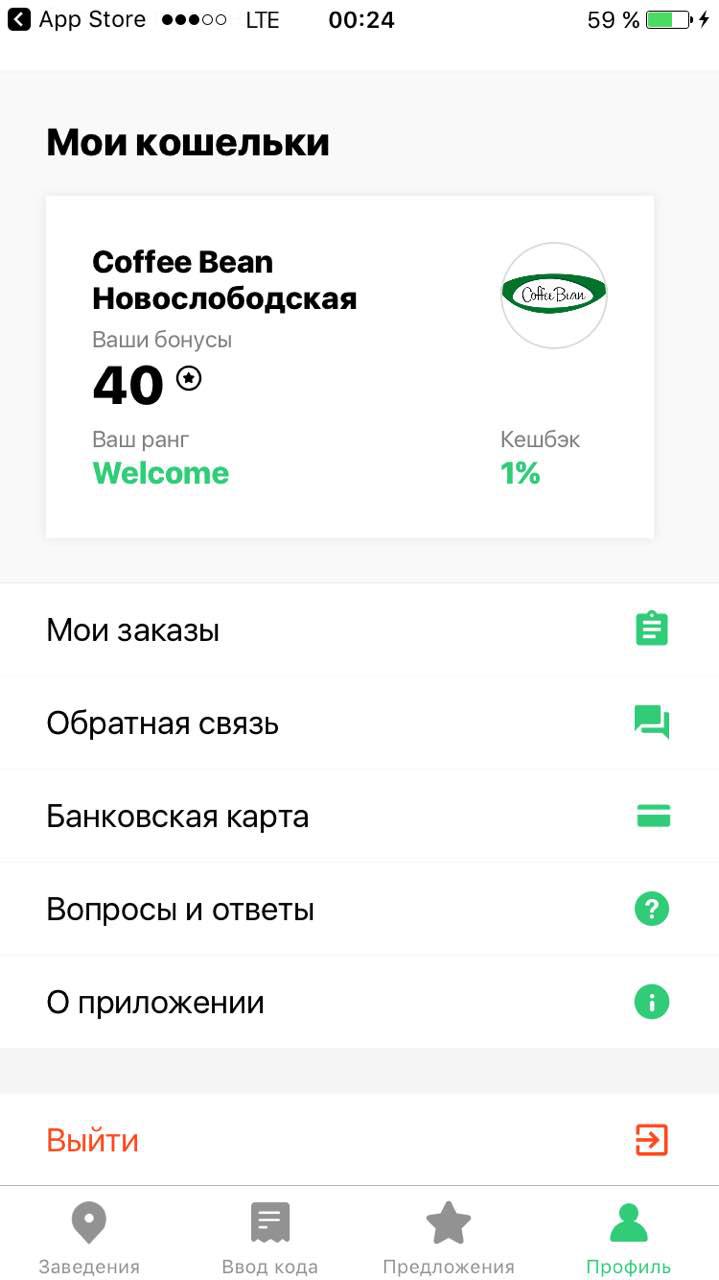 App Store LTE 00:24 59 %
Мои кошельки
Coffee Bean
Новослободская
Coffee Bean
Ваши бонусы
40
Ваш ранг Кешбэк
Welcome 1%
Мои заказы
Обратная связь
Банковская карта
Вопросы и ответы
О приложении
Выйти
Заведения Ввод кода Предложения Профиль